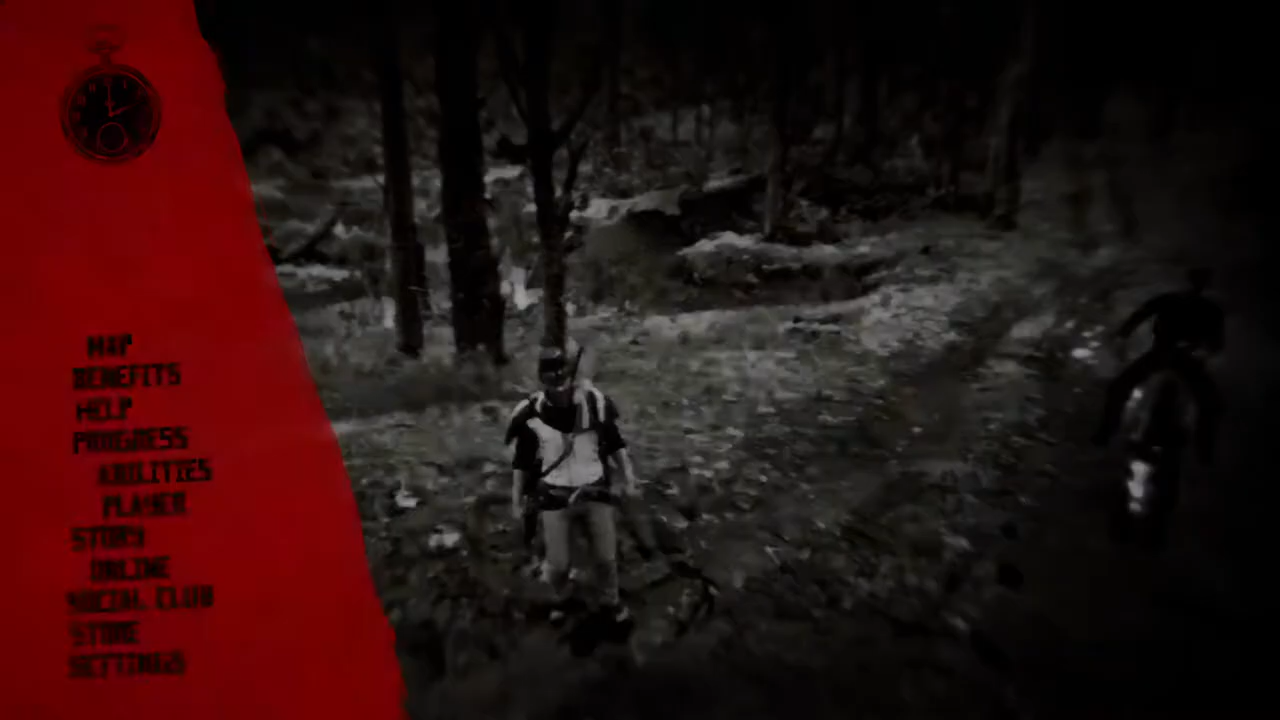 MAP
BENEFITS
HELP
PROGRESS
ABILITIES
PLAYER
STORY
ONLINE
SOCIAL CLUB
STORE
SETTINGS